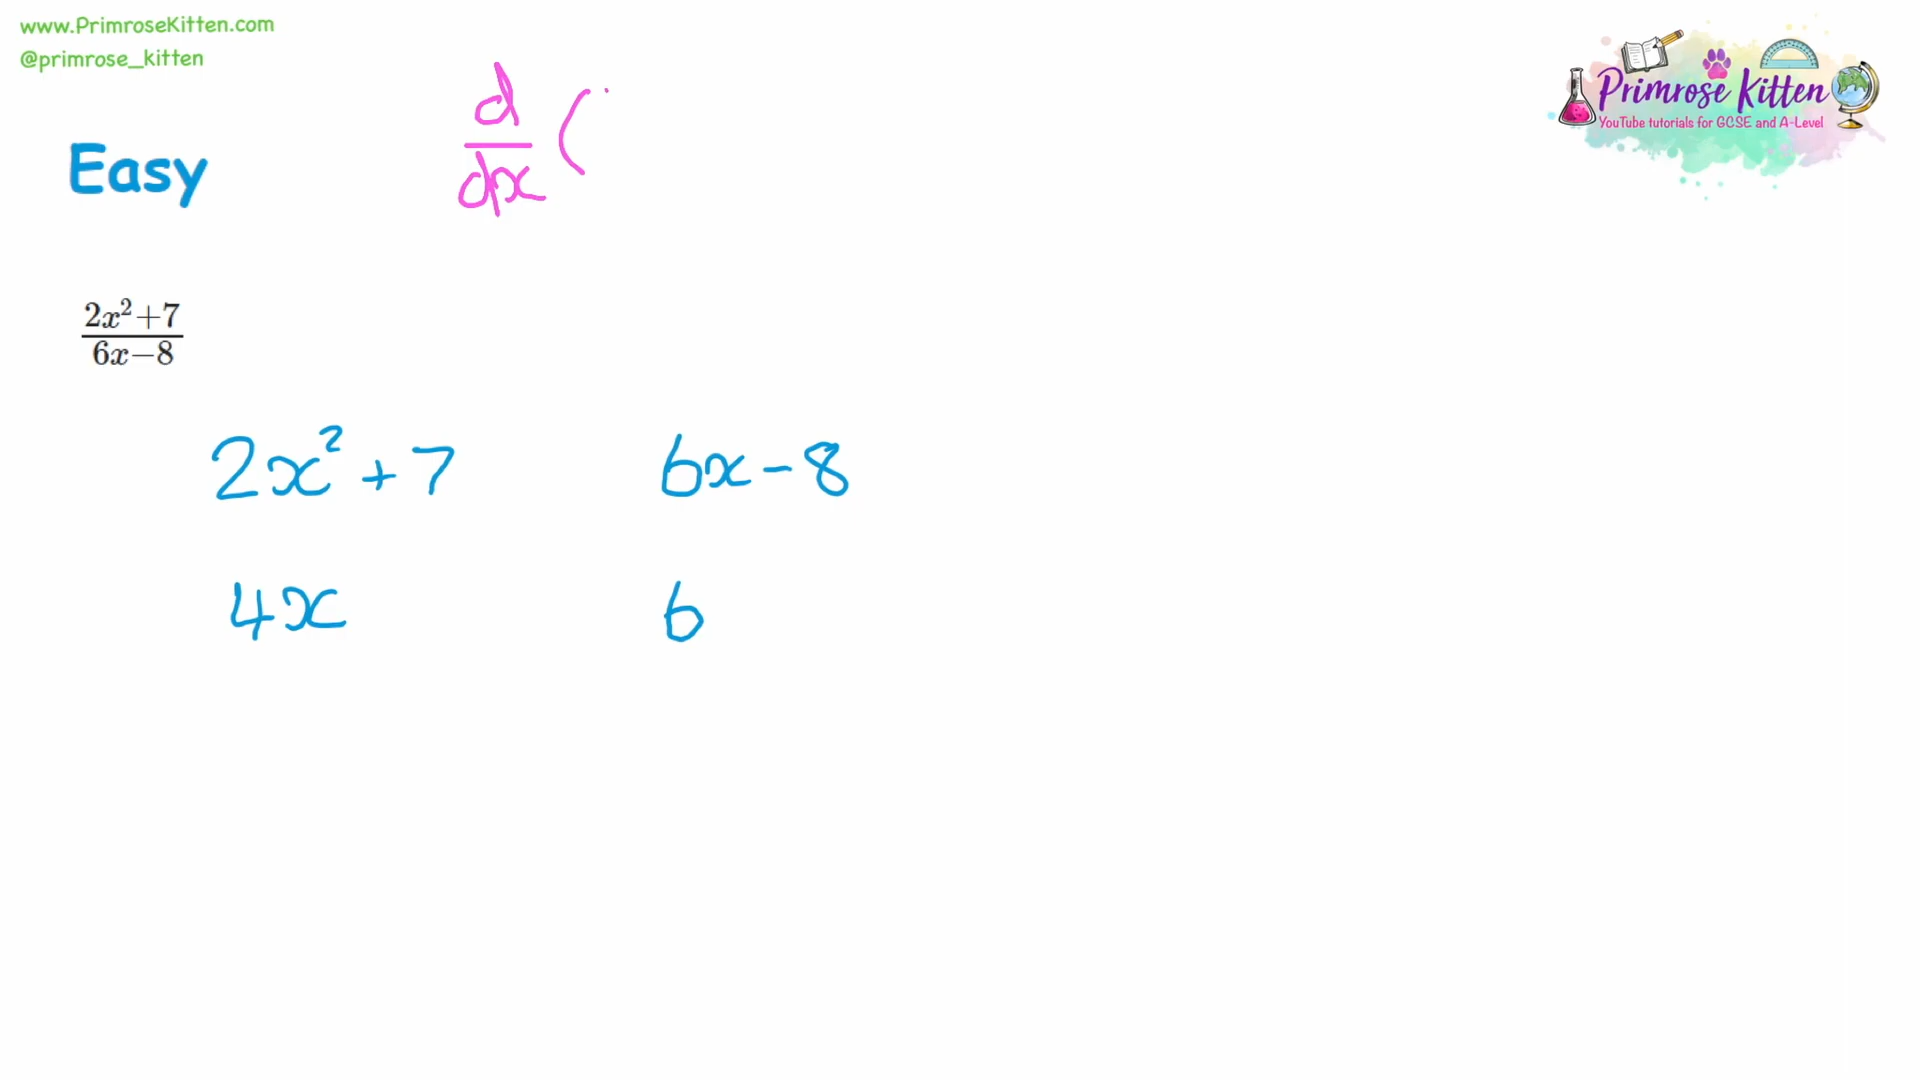 www.PrimroseKitten.com
@primrose_kitten
d/dx (
Primrose Kitten
YouTube tutorials for GCSE and A-Level
Easy
(2x²+7)/(6x−8)
2x² + 7    6x − 8
4x    6